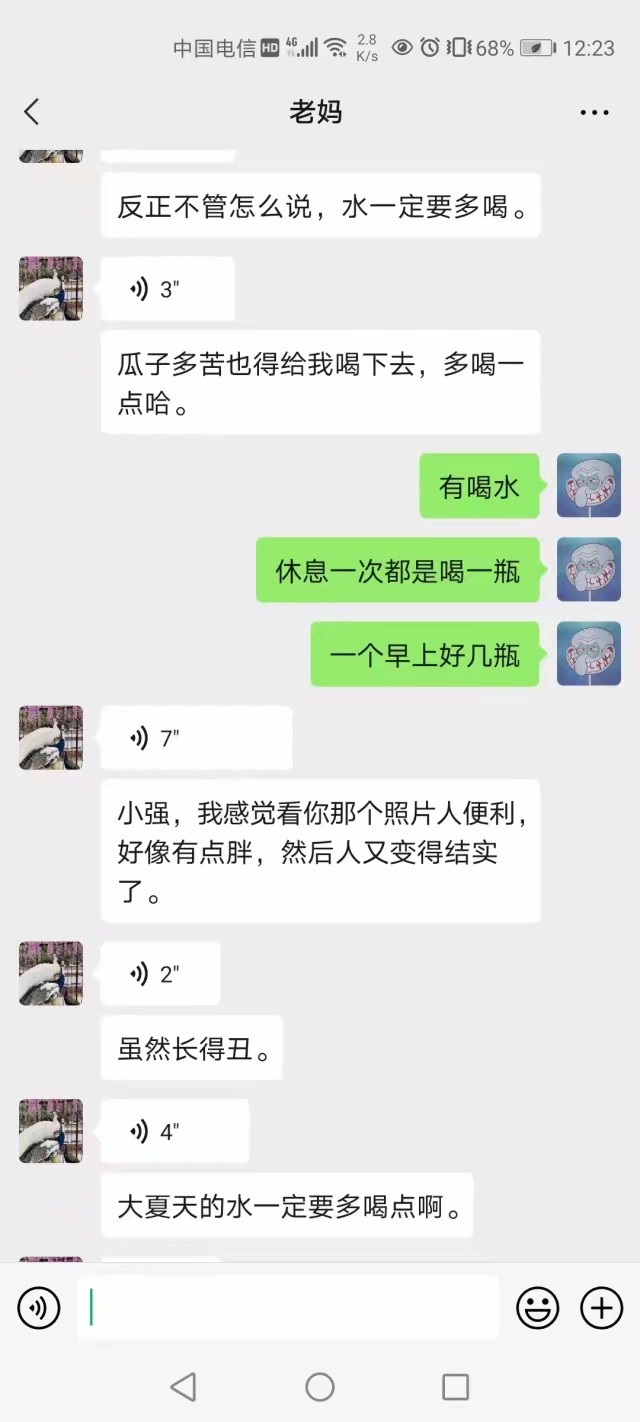 中国电信 HD 4G 2.8 K/s 68% 12:23
老妈
反正不管怎么说，水一定要多喝。
3"
瓜子多苦也得给我喝下去，多喝一
点哈。
有喝水
休息一次都是喝一瓶
一个早上好几瓶
7"
小强，我感觉看你那个照片人便利，
好像有点胖，然后人又变得结实
了。
2"
虽然长得丑。
4"
大夏天的水一定要多喝点啊。